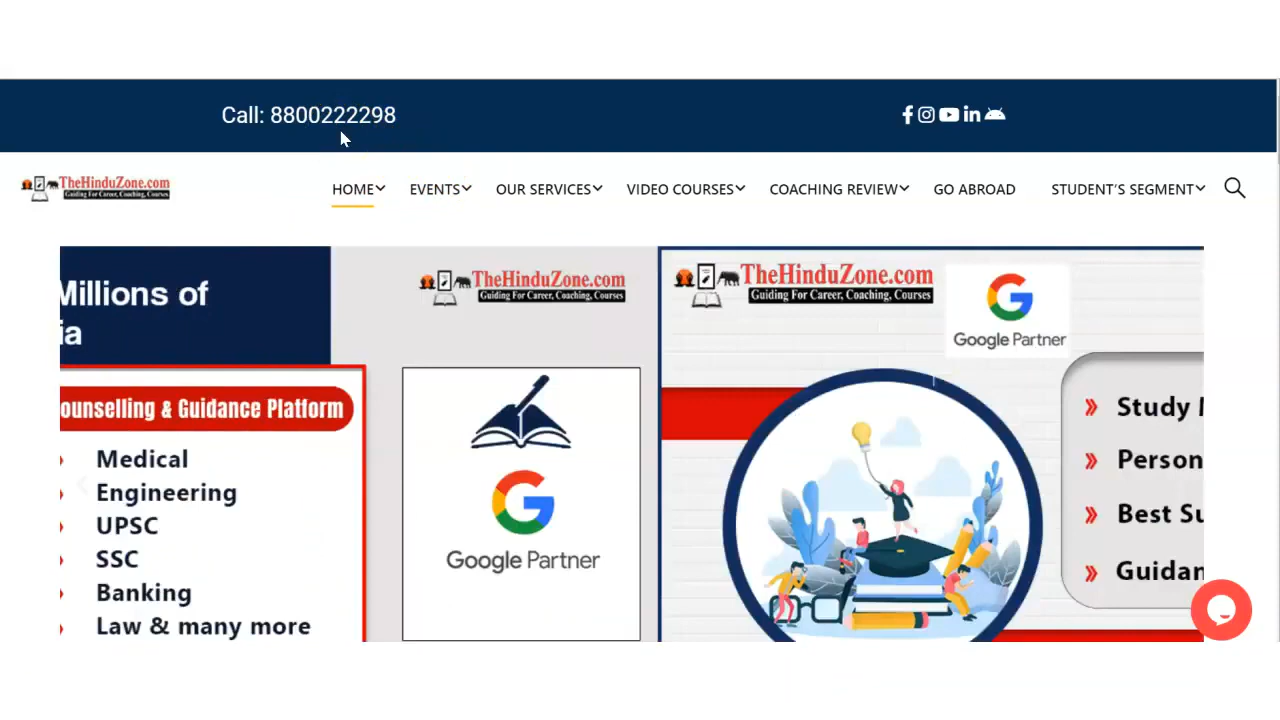 Call: 8800222298
TheHinduZone.com
Guiding For Career, Coaching, Courses
HOME EVENTS OUR SERVICES VIDEO COURSES COACHING REVIEW GO ABROAD STUDENT'S SEGMENT
Millions of
ia
ounselling & Guidance Platform
Medical
Engineering
UPSC
SSC
Banking
Law & many more
TheHinduZone.com
Guiding For Career, Coaching, Courses
Google Partner
TheHinduZone.com
Guiding For Career, Coaching, Courses
Google Partner
Study
Person
Best Su
Guidan